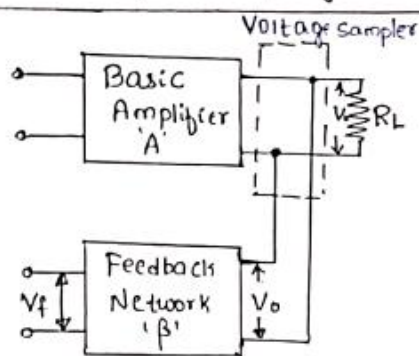 Voltage sampler
Basic
Amplifier
'A'
V
RL
Feedback
Network
'β'
Vf
Vo